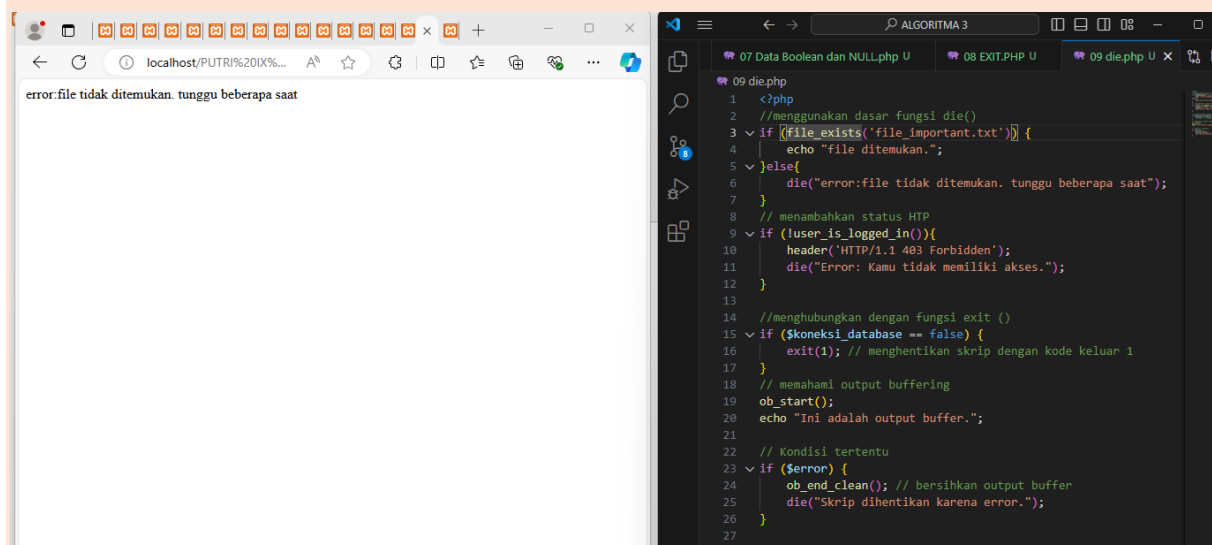 localhost/PUTRI%20IX%...
error:file tidak ditemukan. tunggu beberapa saat
ALGORITMA 3
07 Data Boolean dan NULL.php U
08 EXIT.PHP U
09 die.php U
09 die.php
8
1 <?php
2 //menggunakan dasar fungsi die()
3 if (file_exists('file_important.txt')) {
4 echo "file ditemukan.";
5 }else{
6 die("error:file tidak ditemukan. tunggu beberapa saat");
7 }
8 // menambahkan status HTP
9 if (!user_is_logged_in()){
10 header('HTTP/1.1 403 Forbidden');
11 die("Error: Kamu tidak memiliki akses.");
12 }
13
14 //menghubungkan dengan fungsi exit ()
15 if ($koneksi_database == false) {
16 exit(1); // menghentikan skrip dengan kode keluar 1
17 }
18 // memahami output buffering
19 ob_start();
20 echo "Ini adalah output buffer.";
21
22 // Kondisi tertentu
23 if ($error) {
24 ob_end_clean(); // bersihkan output buffer
25 die("Skrip dihentikan karena error.");
26 }
27